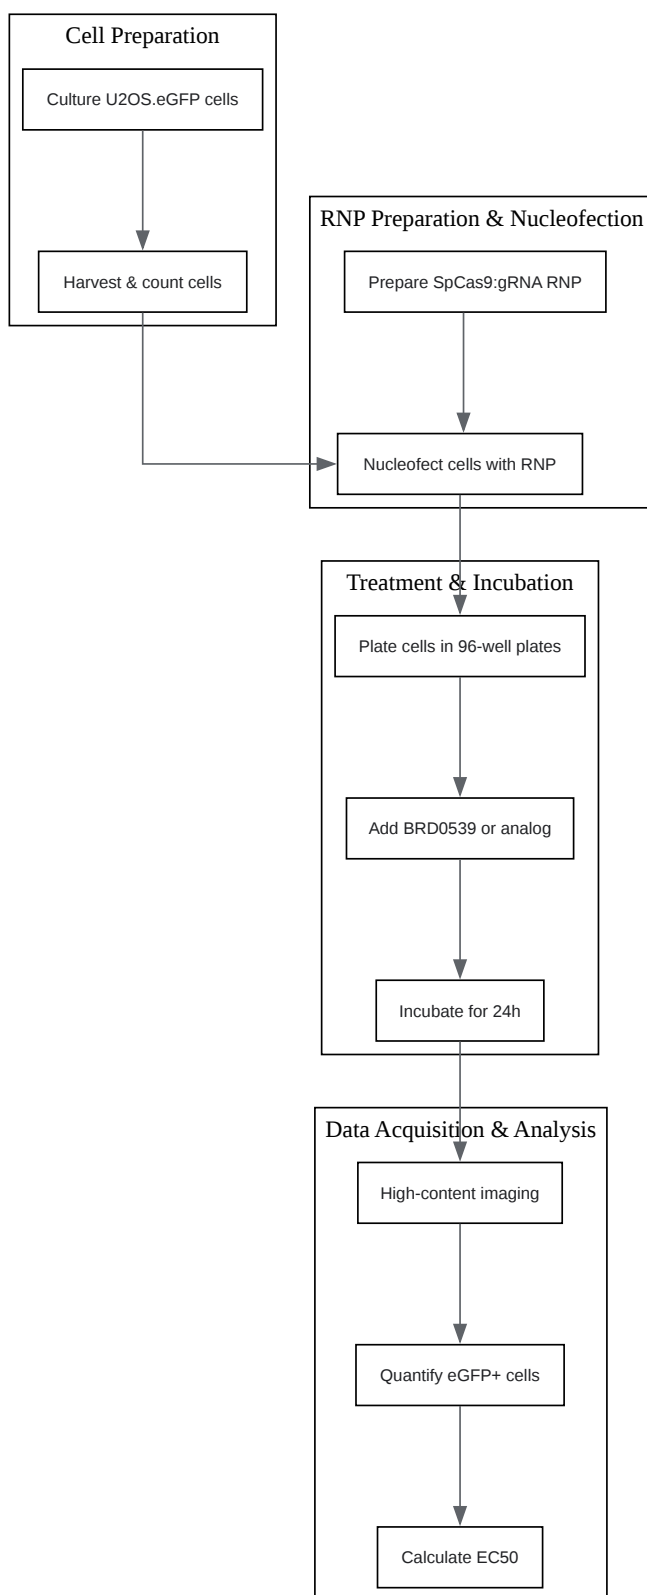 Cell Preparation
Culture U2OS.eGFP cells
Harvest & count cells
RNP Preparation & Nucleofection
Prepare SpCas9:gRNA RNP
Nucleofect cells with RNP
Treatment & Incubation
Plate cells in 96-well plates
Add BRD0539 or analog
Incubate for 24h
Data Acquisition & Analysis
High-content imaging
Quantify eGFP+ cells
Calculate EC50